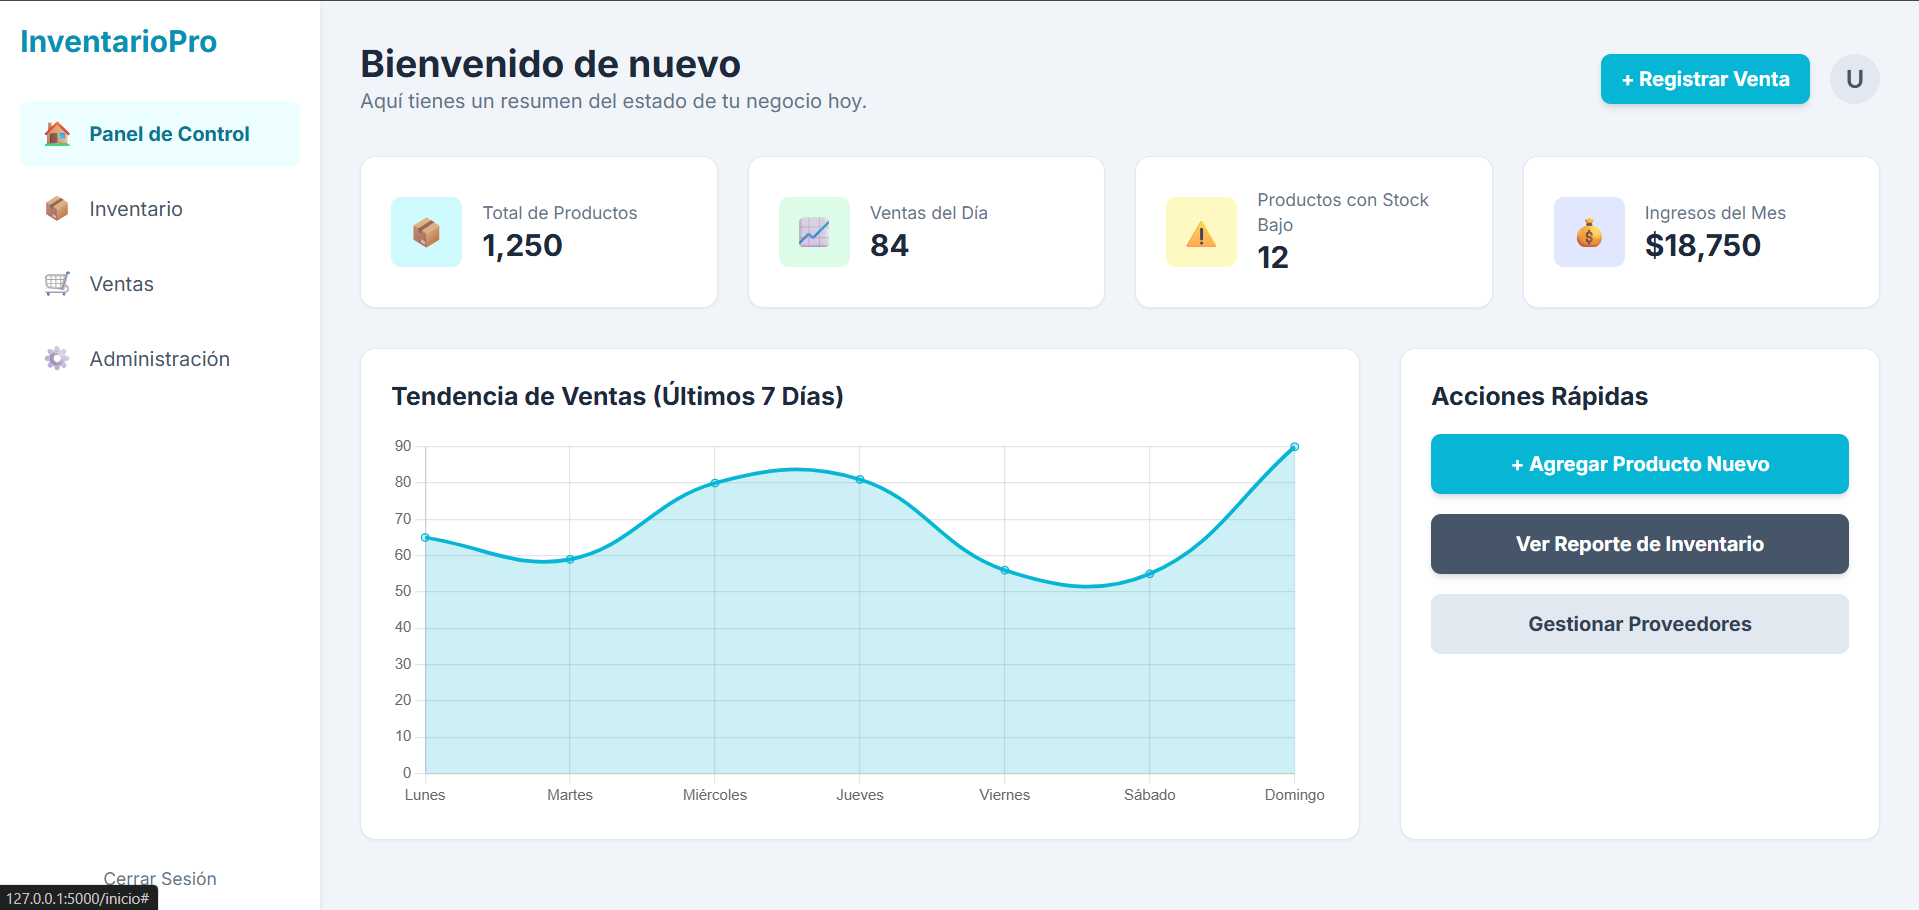 InventarioPro
Panel de Control
Inventario
Ventas
Administración
Cerrar Sesión
127.0.0.1:5000/inicio#
Bienvenido de nuevo
Aquí tienes un resumen del estado de tu negocio hoy.
+ Registrar Venta
U
Total de Productos
1,250
Ventas del Día
84
Productos con Stock
Bajo
12
Ingresos del Mes
$18,750
Tendencia de Ventas (Últimos 7 Días)
90
80
70
60
50
40
30
20
10
0
Lunes
Martes
Miércoles
Jueves
Viernes
Sábado
Domingo
Acciones Rápidas
+ Agregar Producto Nuevo
Ver Reporte de Inventario
Gestionar Proveedores